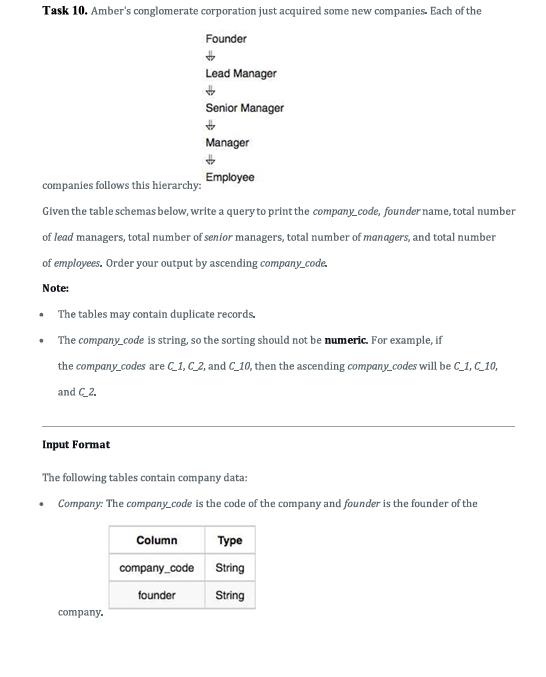 Task 10. Amber's conglomerate corporation just acquired some new companies. Each of the
Founder
Lead Manager
Senior Manager
Manager
Employee
companies follows this hierarchy:
Given the table schemas below, write a query to print the company_code, founder name, total number
of lead managers, total number of senior managers, total number of managers, and total number
of employees. Order your output by ascending company_code.
Note:
• The tables may contain duplicate records.
• The company_code is string, so the sorting should not be numeric. For example, if
the company_codes are C_1, C_2, and C_10, then the ascending company_codes will be C_1, C_10,
and C_2.
Input Format
The following tables contain company data:
• Company: The company_code is the code of the company and founder is the founder of the
Column Type
company_code String
founder String
company.